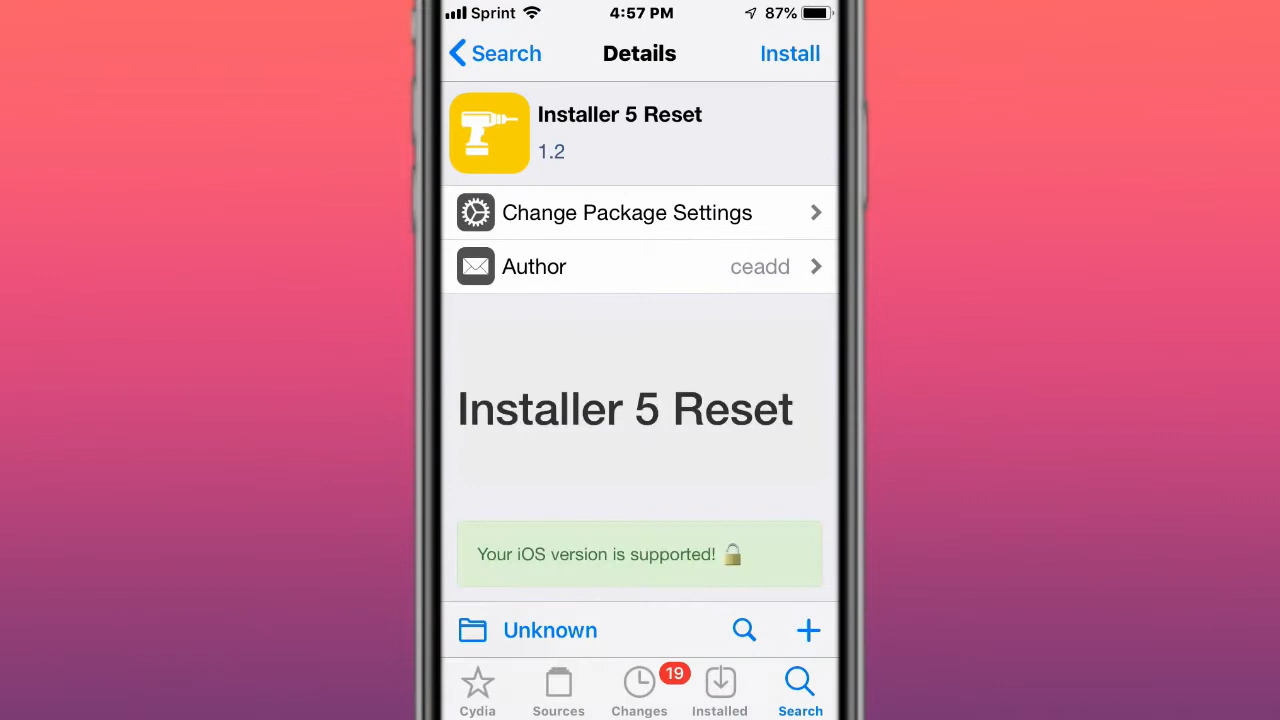 Sprint 4:57 PM 87%
Search Details Install
Installer 5 Reset
1.2
Change Package Settings
Author ceadd
Installer 5 Reset
Your iOS version is supported!
Unknown
19
Cydia Sources Changes Installed Search